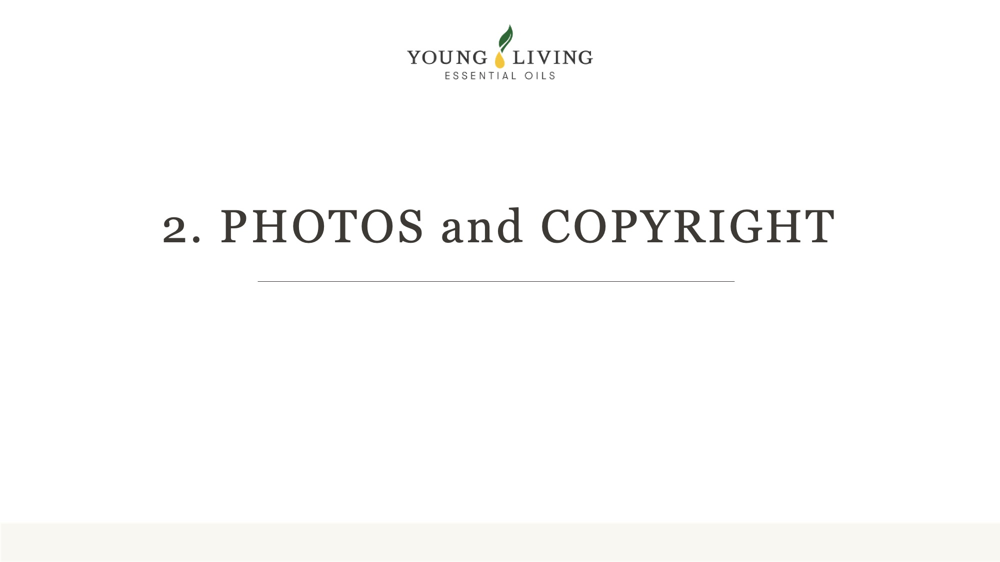 YOUNG LIVING
ESSENTIAL OILS
2. PHOTOS and COPYRIGHT